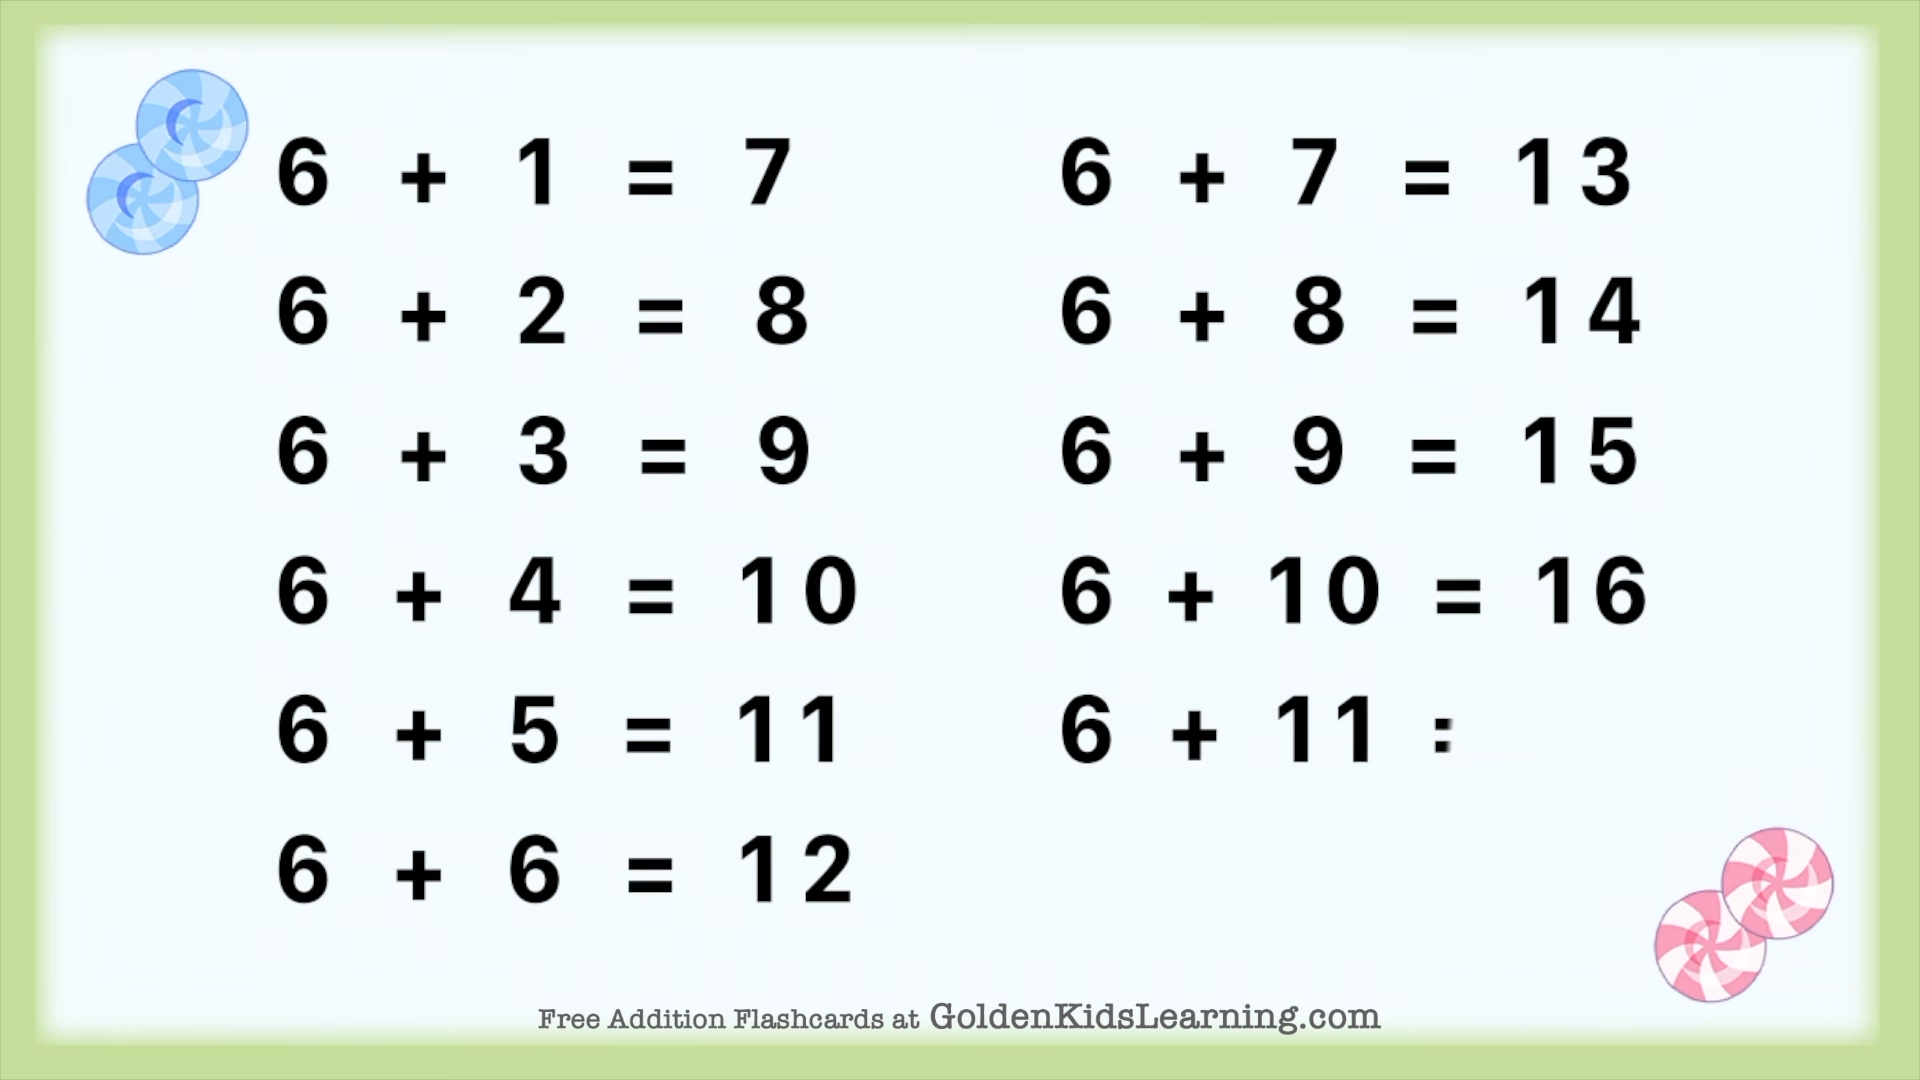 6 + 1 = 7
6 + 2 = 8
6 + 3 = 9
6 + 4 = 10
6 + 5 = 11
6 + 6 = 12
6 + 7 = 13
6 + 8 = 14
6 + 9 = 15
6 + 10 = 16
6 + 11 =
Free Addition Flashcards at GoldenKidsLearning.com